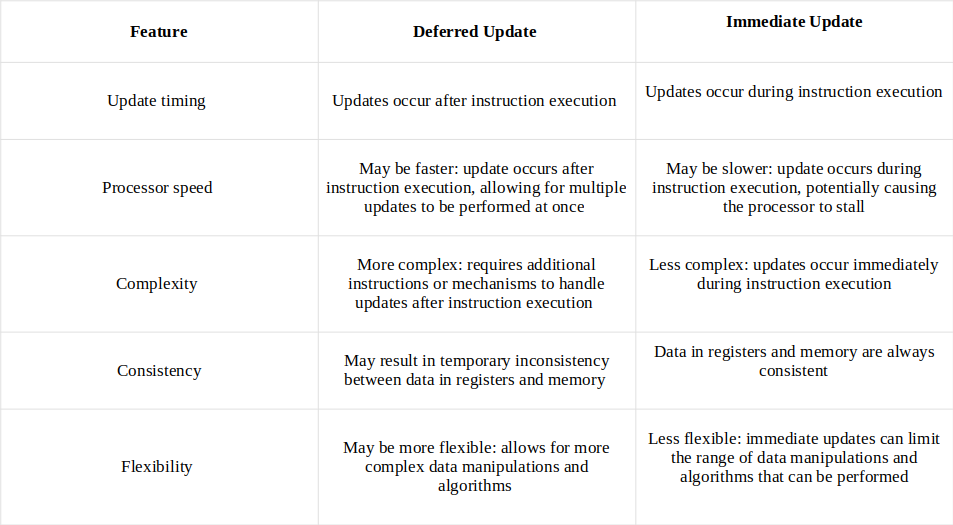 Feature
Deferred Update
Immediate Update
Update timing
Updates occur after instruction execution
Updates occur during instruction execution
Processor speed
May be faster: update occurs after
instruction execution, allowing for multiple
updates to be performed at once
May be slower: update occurs during
instruction execution, potentially causing
the processor to stall
Complexity
More complex: requires additional
instructions or mechanisms to handle
updates after instruction execution
Less complex: updates occur immediately
during instruction execution
Consistency
May result in temporary inconsistency
between data in registers and memory
Data in registers and memory are always
consistent
Flexibility
May be more flexible: allows for more
complex data manipulations and
algorithms
Less flexible: immediate updates can limit
the range of data manipulations and
algorithms that can be performed